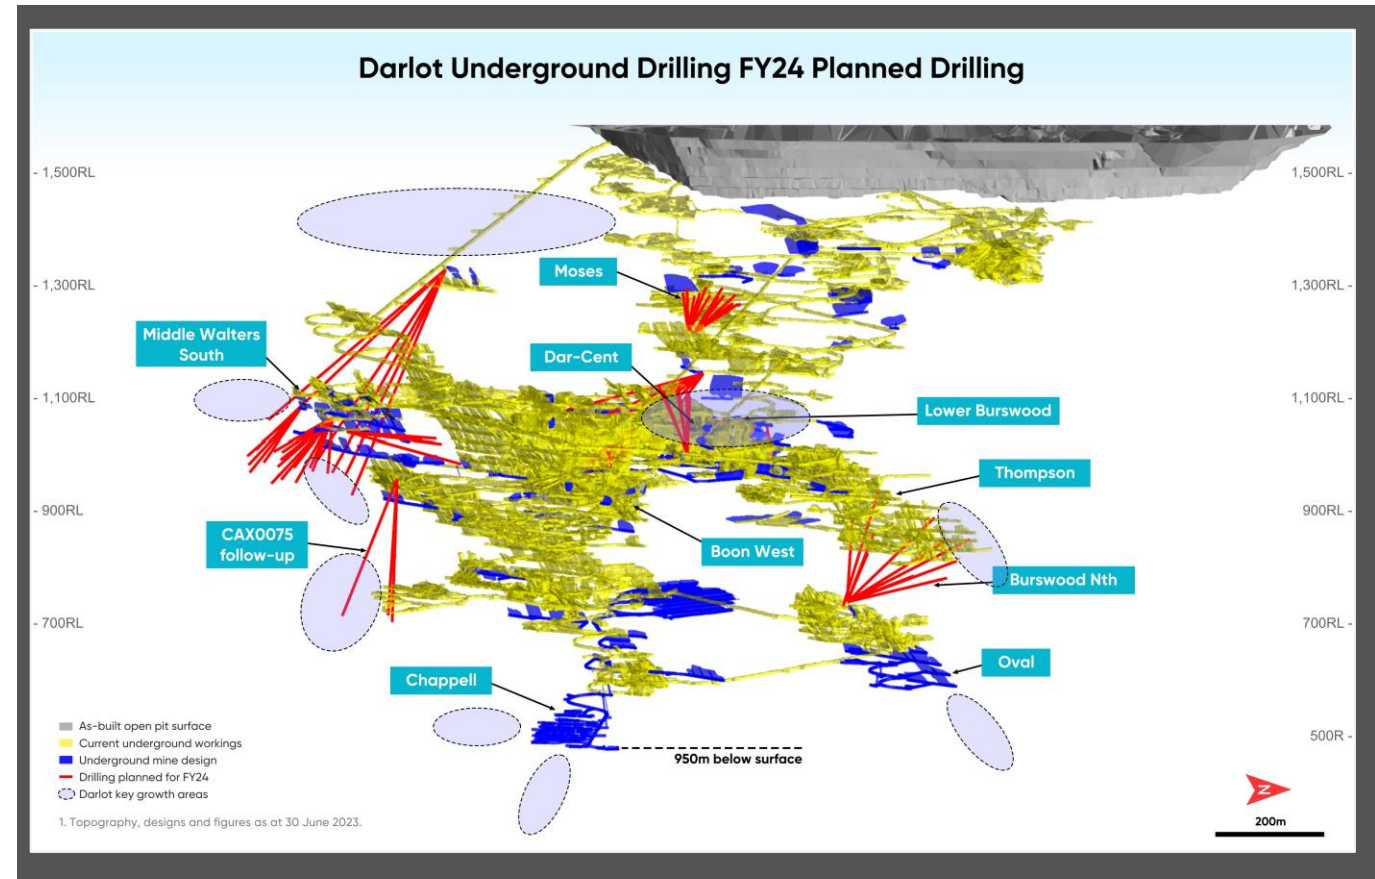 Darlot Underground Drilling FY24 Planned Drilling
- 1,500RL
1,500RL -
Moses
- 1,300RL
1,300RL -
Middle Walters
South
Dar-Cent
- 1,100RL
1,100RL -
Lower Burswood
Thompson
- 900RL
900RL -
CAX0075
follow-up
Boon West
Burswood Nth
- 700RL
700RL -
Oval
Chappell
As-built open pit surface
Current underground workings
Underground mine design
Drilling planned for FY24
Darlot key growth areas
500R -
950m below surface
N
200m
1. Topography, designs and figures as at 30 June 2023.